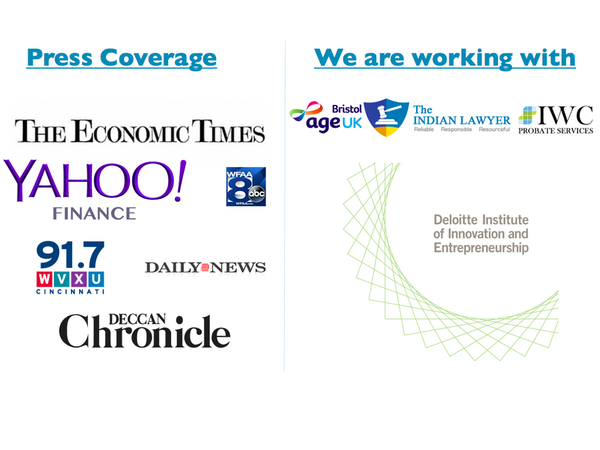 Press Coverage
THE ECONOMIC TIMES
YAHOO!
FINANCE
WFAA
8
abc
91.7
WVXU
CINCINNATI
DAILY NEWS
DECCAN
Chronicle
We are working with
Bristol
age UK
The
INDIAN LAWYER
Reliable Responsible Resourceful
IWC
PROBATE SERVICES
Deloitte Institute
of Innovation and
Entrepreneurship